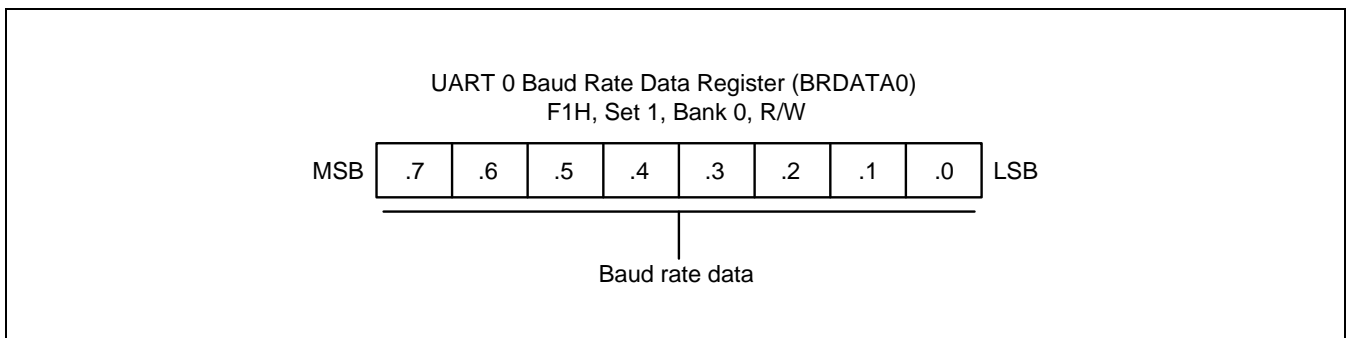 UART 0 Baud Rate Data Register (BRDATA0)
F1H, Set 1, Bank 0, R/W
MSB .7 .6 .5 .4 .3 .2 .1 .0 LSB
Baud rate data